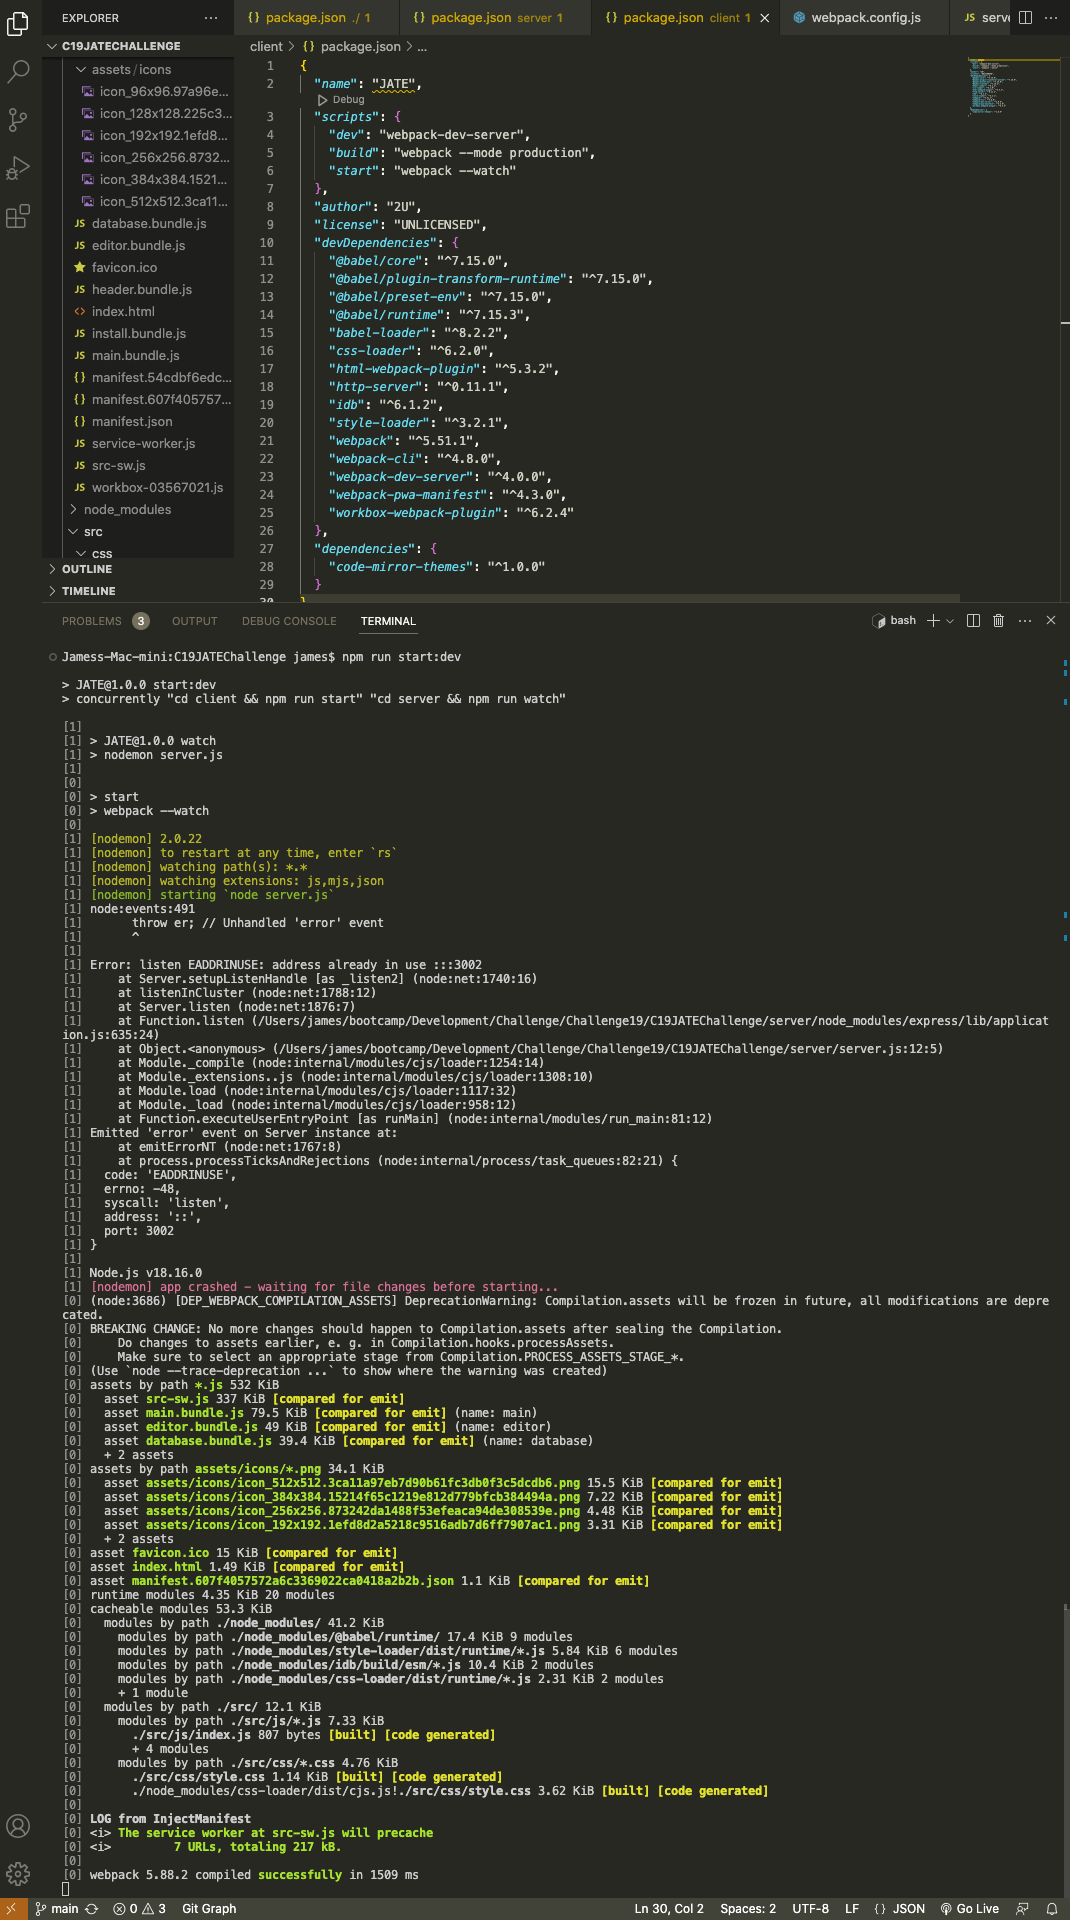 EXPLORER ···
{} package.json ./ 1
{} package.json server 1
{} package.json client 1
webpack.config.js
JS serv
···
C19JATECHALLENGE
client > {} package.json > ...
assets/icons
icon_96x96.97a96e...
icon_128x128.225c3...
icon_192x192.1efd8...
icon_256x256.8732...
icon_384x384.1521...
icon_512x512.3ca11...
JS database.bundle.js
JS editor.bundle.js
favicon.ico
JS header.bundle.js
<> index.html
JS install.bundle.js
JS main.bundle.js
{} manifest.54cdbf6edc...
{} manifest.607f405757...
{} manifest.json
JS service-worker.js
JS src-sw.js
JS workbox-03567021.js
node_modules
src
css
OUTLINE
TIMELINE
1 {
2 "name": "JATE",
Debug
3 "scripts": {
4 "dev": "webpack-dev-server",
5 "build": "webpack --mode production",
6 "start": "webpack --watch"
7 },
8 "author": "2U",
9 "license": "UNLICENSED",
10 "devDependencies": {
11 "@babel/core": "^7.15.0",
12 "@babel/plugin-transform-runtime": "^7.15.0",
13 "@babel/preset-env": "^7.15.0",
14 "@babel/runtime": "^7.15.3",
15 "babel-loader": "^8.2.2",
16 "css-loader": "^6.2.0",
17 "html-webpack-plugin": "^5.3.2",
18 "http-server": "^0.11.1",
19 "idb": "^6.1.2",
20 "style-loader": "^3.2.1",
21 "webpack": "^5.51.1",
22 "webpack-cli": "^4.8.0",
23 "webpack-dev-server": "^4.0.0",
24 "webpack-pwa-manifest": "^4.3.0",
25 "workbox-webpack-plugin": "^6.2.4"
26 },
27 "dependencies": {
28 "code-mirror-themes": "^1.0.0"
29 }
30 }
PROBLEMS 3 OUTPUT DEBUG CONSOLE TERMINAL bash ···
Jamess-Mac-mini:C19JATEChallenge james$ npm run start:dev
> JATE@1.0.0 start:dev
> concurrently "cd client && npm run start" "cd server && npm run watch"
[1]
[1] > JATE@1.0.0 watch
[1] > nodemon server.js
[1]
[0]
[0] > start
[0] > webpack --watch
[0]
[1] [nodemon] 2.0.22
[1] [nodemon] to restart at any time, enter `rs`
[1] [nodemon] watching path(s): *.*
[1] [nodemon] watching extensions: js,mjs,json
[1] [nodemon] starting `node server.js`
[1] node:events:491
[1] throw er; // Unhandled 'error' event
[1] ^
[1]
[1] Error: listen EADDRINUSE: address already in use :::3002
[1] at Server.setupListenHandle [as _listen2] (node:net:1740:16)
[1] at listenInCluster (node:net:1788:12)
[1] at Server.listen (node:net:1876:7)
[1] at Function.listen (/Users/james/bootcamp/Development/Challenge/Challenge19/C19JATEChallenge/server/node_modules/express/lib/applicat
ion.js:635:24)
[1] at Object.<anonymous> (/Users/james/bootcamp/Development/Challenge/Challenge19/C19JATEChallenge/server/server.js:12:5)
[1] at Module._compile (node:internal/modules/cjs/loader:1254:14)
[1] at Module._extensions..js (node:internal/modules/cjs/loader:1308:10)
[1] at Module.load (node:internal/modules/cjs/loader:1117:32)
[1] at Module._load (node:internal/modules/cjs/loader:958:12)
[1] at Function.executeUserEntryPoint [as runMain] (node:internal/modules/run_main:81:12)
[1] Emitted 'error' event on Server instance at:
[1] at emitErrorNT (node:net:1767:8)
[1] at process.processTicksAndRejections (node:internal/process/task_queues:82:21) {
[1] code: 'EADDRINUSE',
[1] errno: -48,
[1] syscall: 'listen',
[1] address: '::',
[1] port: 3002
[1] }
[1]
[1] Node.js v18.16.0
[1] [nodemon] app crashed - waiting for file changes before starting...
[0] (node:3686) [DEP_WEBPACK_COMPILATION_ASSETS] DeprecationWarning: Compilation.assets will be frozen in future, all modifications are depre
cated.
[0] BREAKING CHANGE: No more changes should happen to Compilation.assets after sealing the Compilation.
[0] Do changes to assets earlier, e. g. in Compilation.hooks.processAssets.
[0] Make sure to select an appropriate stage from Compilation.PROCESS_ASSETS_STAGE_*.
[0] (Use `node --trace-deprecation ...` to show where the warning was created)
[0] assets by path *.js 532 KiB
[0] asset src-sw.js 337 KiB [compared for emit]
[0] asset main.bundle.js 79.5 KiB [compared for emit] (name: main)
[0] asset editor.bundle.js 49 KiB [compared for emit] (name: editor)
[0] asset database.bundle.js 39.4 KiB [compared for emit] (name: database)
[0] + 2 assets
[0] assets by path assets/icons/*.png 34.1 KiB
[0] asset assets/icons/icon_512x512.3ca11a97eb7d90b61fc3db0f3c5dcdb6.png 15.5 KiB [compared for emit]
[0] asset assets/icons/icon_384x384.15214f65c1219e812d779bfcb384494a.png 7.22 KiB [compared for emit]
[0] asset assets/icons/icon_256x256.873242da1488f53efeaca94de308539e.png 4.48 KiB [compared for emit]
[0] asset assets/icons/icon_192x192.1efd8d2a5218c9516adb7d6ff7907ac1.png 3.31 KiB [compared for emit]
[0] + 2 assets
[0] asset favicon.ico 15 KiB [compared for emit]
[0] asset index.html 1.49 KiB [compared for emit]
[0] asset manifest.607f4057572a6c3369022ca0418a2b2b.json 1.1 KiB [compared for emit]
[0] runtime modules 4.35 KiB 20 modules
[0] cacheable modules 53.3 KiB
[0] modules by path ./node_modules/ 41.2 KiB
[0] modules by path ./node_modules/@babel/runtime/ 17.4 KiB 9 modules
[0] modules by path ./node_modules/style-loader/dist/runtime/*.js 5.84 KiB 6 modules
[0] modules by path ./node_modules/idb/build/esm/*.js 10.4 KiB 2 modules
[0] modules by path ./node_modules/css-loader/dist/runtime/*.js 2.31 KiB 2 modules
[0] + 1 module
[0] modules by path ./src/ 12.1 KiB
[0] modules by path ./src/js/*.js 7.33 KiB
[0] ./src/js/index.js 807 bytes [built] [code generated]
[0] + 4 modules
[0] modules by path ./src/css/*.css 4.76 KiB
[0] ./src/css/style.css 1.14 KiB [built] [code generated]
[0] ./node_modules/css-loader/dist/cjs.js!./src/css/style.css 3.62 KiB [built] [code generated]
[0]
[0] LOG from InjectManifest
[0] <i> The service worker at src-sw.js will precache
[0] <i> 7 URLs, totaling 217 kB.
[0]
[0] webpack 5.88.2 compiled successfully in 1509 ms
main 0 3 Git Graph Ln 30, Col 2 Spaces: 2 UTF-8 LF {} JSON Go Live